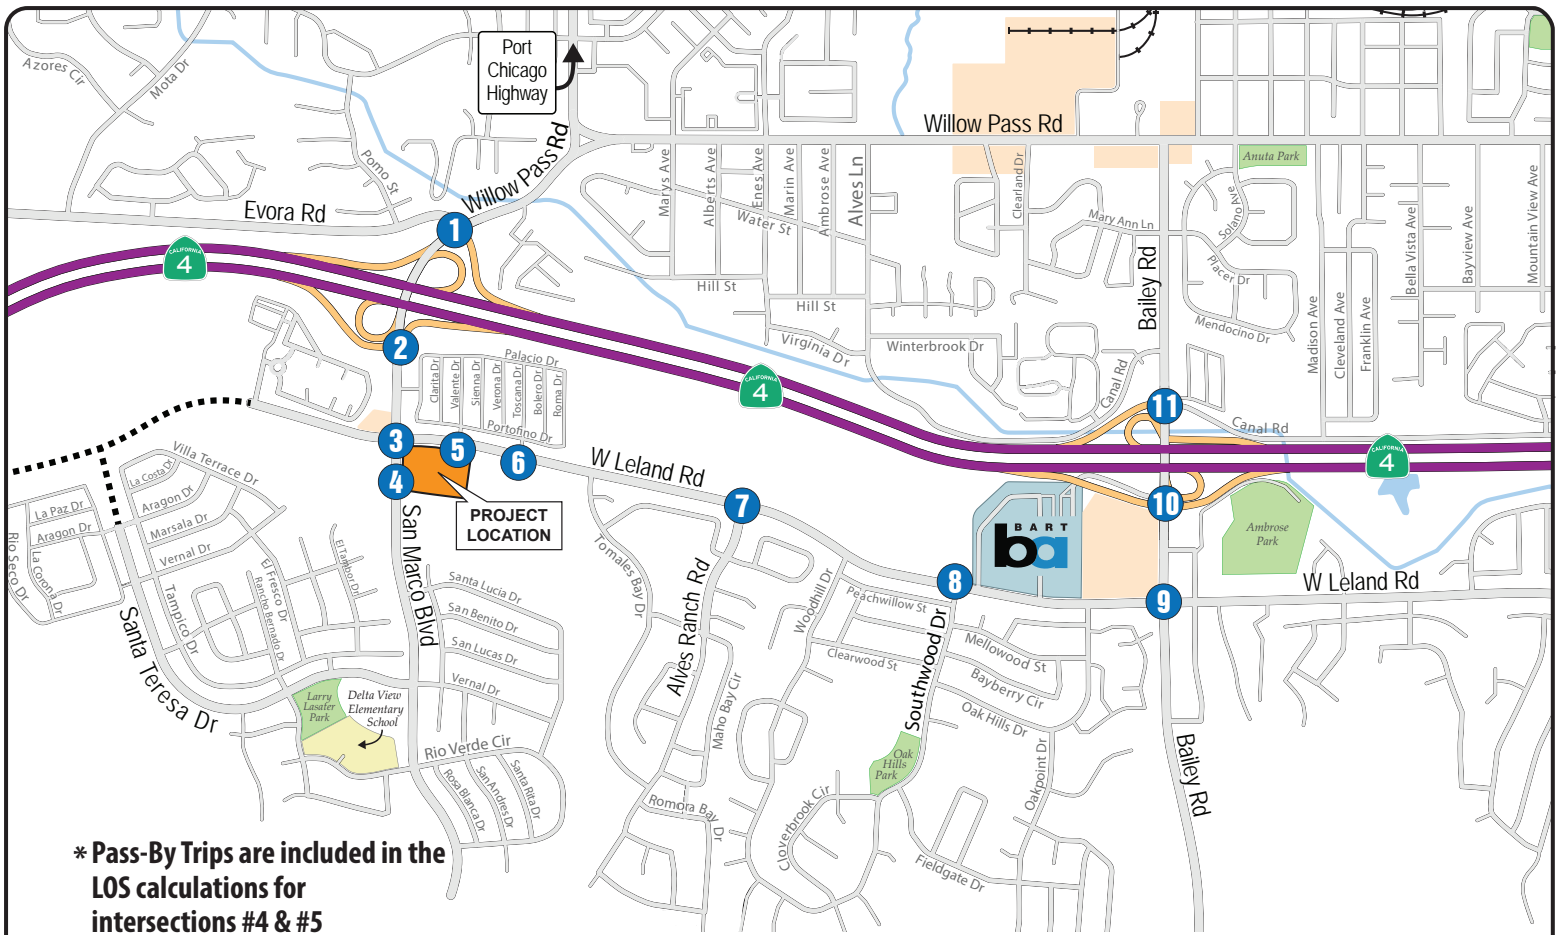 Port
Chicago
Highway
Azores Cir
Mota Dr
Pomo St
Willow Pass Rd
Willow Pass Rd
Evora Rd
Marys Ave
Alberts Ave
Enes Ave
Marin Ave
Ambrose Ave
Alves Ln
Water St
Hill St
Hill St
Virginia Dr
Winterbrook Dr
Clearland Dr
Mary Ann Ln
Bailey Rd
Anuta Park
Solano Ave
Placer Dr
Mendocino Dr
Madison Ave
Cleveland Ave
Franklin Ave
Bella Vista Ave
Bayview Ave
Mountain View Ave
Canal Rd
Canal Rd
CALIFORNIA
4
CALIFORNIA
4
CALIFORNIA
4
1
2
3
4
5
6
7
8
9
10
11
Palacio Dr
Clarita Dr
Valente Dr
Sienna Dr
Verona Dr
Toscana Dr
Bolero Dr
Roma Dr
Portofino Dr
W Leland Rd
PROJECT
LOCATION
BART
ba
Ambrose
Park
W Leland Rd
Villa Terrace Dr
La Costa Dr
Aragon Dr
Marsala Dr
Vernal Dr
La Paz Dr
Aragon Dr
La Corona Dr
Rio Seco Dr
El Fresco Dr
Rancho Bernado Dr
El Tambor Dr
Tampico Dr
Santa Teresa Dr
San Marco Blvd
Santa Lucia Dr
San Benito Dr
San Lucas Dr
Vernal Dr
Larry
Lasater
Park
Delta View
Elementary
School
Rio Verde Cir
Rosa Blanca Dr
San Andres Dr
Santa Rita Dr
Tomales Bay Dr
Alves Ranch Rd
Maho Bay Cir
Romora Bay Dr
Woodhill Dr
Peachwillow St
Clearwood St
Southwood Dr
Mellowood St
Bayberry Cir
Oak Hills Dr
Oakpoint Dr
Oak
Hills
Park
Cloverbrook Cir
Fieldgate Dr
Bailey Rd
* Pass-By Trips are included in the
LOS calculations for
intersections #4 & #5